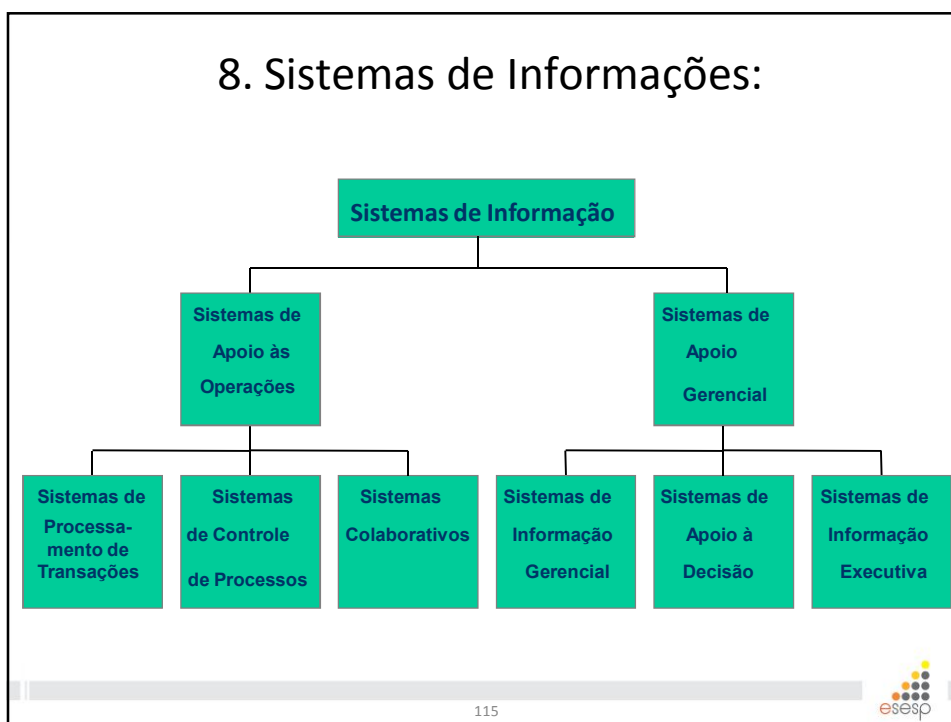 8. Sistemas de Informações:
Sistemas de Informação
Sistemas de
Apoio às
Operações
Sistemas de
Apoio
Gerencial
Sistemas de
Processa-
mento de
Transações
Sistemas
de Controle
de Processos
Sistemas
Colaborativos
Sistemas de
Informação
Gerencial
Sistemas de
Apoio à
Decisão
Sistemas de
Informação
Executiva
115
esesp